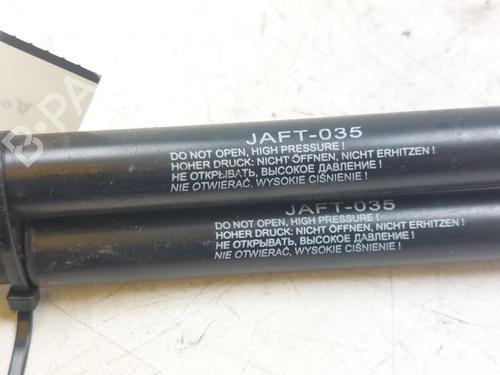 JAFT-035
DO NOT OPEN, HIGH PRESSURE !
HOHER DRUCK: NICHT ÖFFNEN, NICHT ERHITZEN !
НЕ ОТКРЫВАТЬ, ВЫСОКОЕ ДАВЛЕНИЕ !
NIE OTWIERAĆ, WYSOKIE CIŚNIENIE !
JAFT-035
DO NOT OPEN, HIGH PRESSURE !
HOHER DRUCK: NICHT ÖFFNEN, NICHT ERHITZEN !
НЕ ОТКРЫВАТЬ, ВЫСОКОЕ ДАВЛЕНИЕ !
NIE OTWIERAĆ, WYSOKIE CIŚNIENIE !